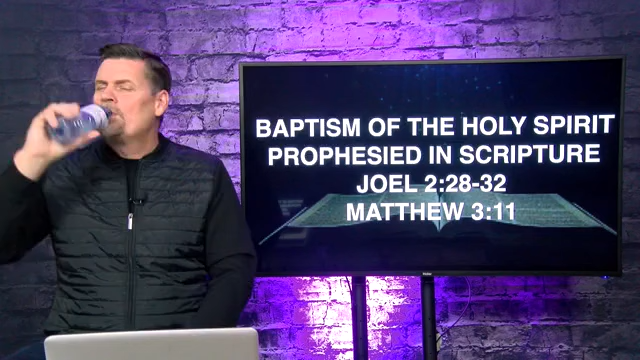 BAPTISM OF THE HOLY SPIRIT
PROPHESIED IN SCRIPTURE
JOEL 2:28-32
MATTHEW 3:11